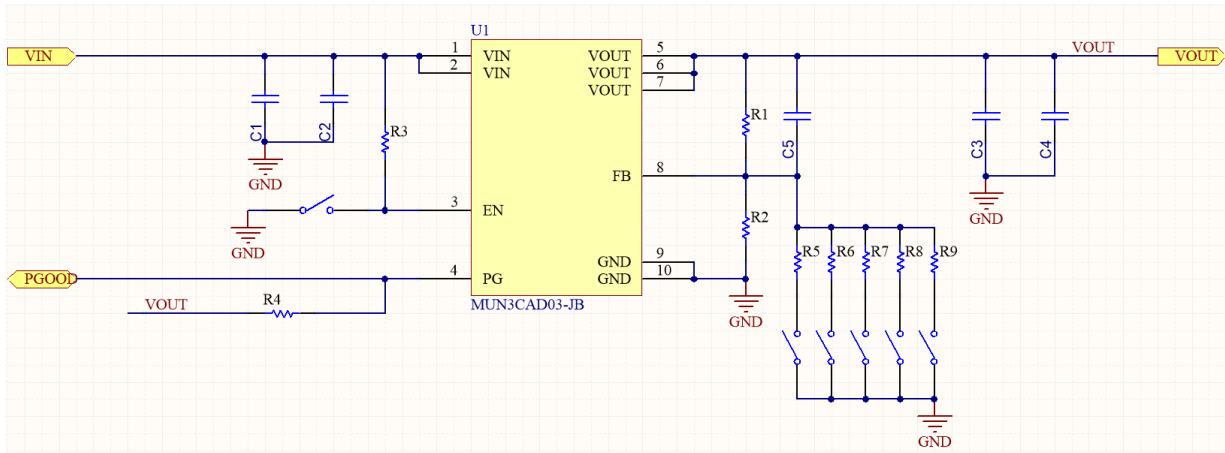 U1
VIN
1
VIN
VOUT
5
VOUT
VOUT
2
VIN
VOUT
6
VOUT
7
C1
C2
R3
R1
C5
C3
C4
GND
FB
8
GND
3
EN
R2
GND
GND
9
R5
R6
R7
R8
R9
PGOOD
4
PG
GND
10
VOUT
R4
MUN3CAD03-JB
GND
GND